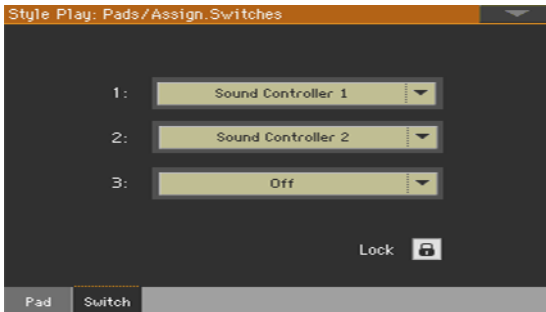 Style Play: Pads/Assign.Switches
1: Sound Controller 1
2: Sound Controller 2
3: Off
Lock
Pad Switch